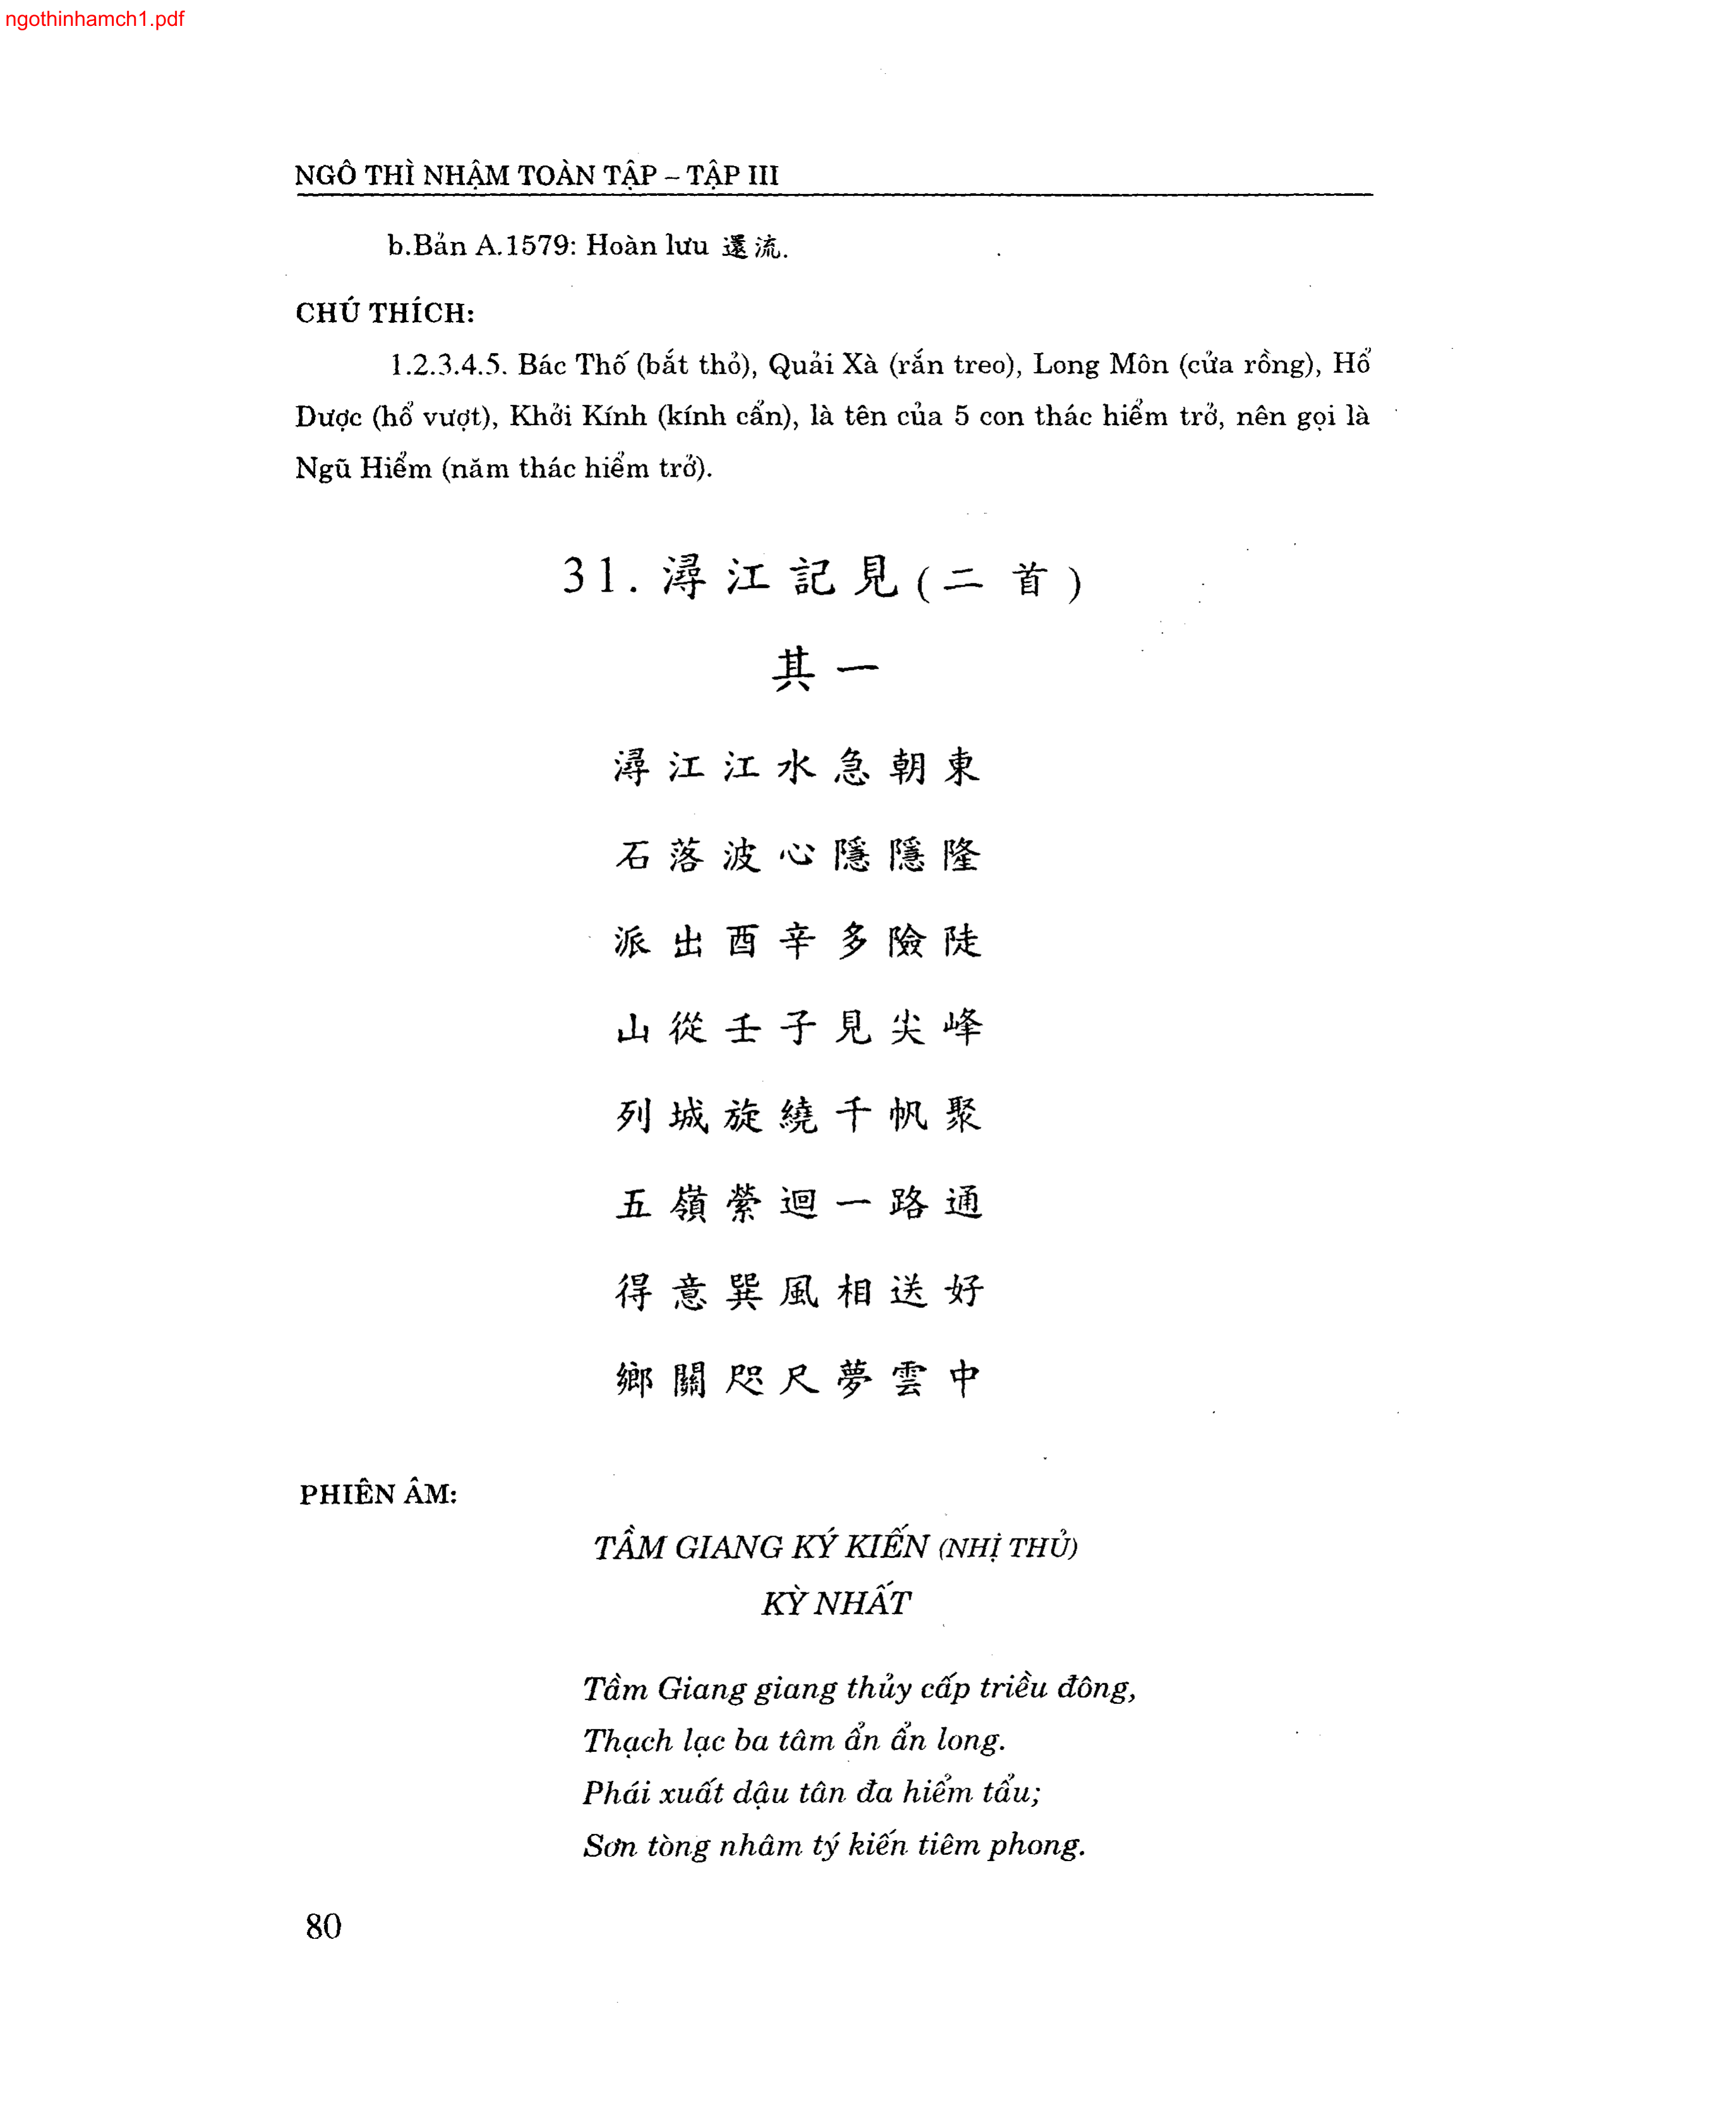 ngothinhamch1.pdf
NGÔ THÌ NHẬM TOÀN TẬP – TẬP III
b.Bản A.1579: Hoàn lưu 還流.
CHÚ THÍCH:
1.2.3.4.5. Bác Thố (bắt thỏ), Quải Xà (rắn treo), Long Môn (cửa rồng), Hổ
Dược (hổ vượt), Khởi Kính (kính cẩn), là tên của 5 con thác hiểm trở, nên gọi là
Ngũ Hiểm (năm thác hiểm trở).
31. 潯江記見(二首)
其一
潯江江水急朝東
石落波心隱隱隆
派出酉辛多險陡
山從壬子見尖峰
列城旋繞千帆聚
五嶺縈迴一路通
得意巽風相送好
鄉關咫尺夢雲中
PHIÊN ÂM:
TẦM GIANG KÝ KIẾN (NHỊ THỦ)
KỲ NHẤT
Tầm Giang giang thủy cấp triều đông,
Thạch lạc ba tâm ẩn ẩn long.
Phái xuất dậu tân đa hiểm tẩu;
Sơn tòng nhâm tý kiến tiêm phong.
80